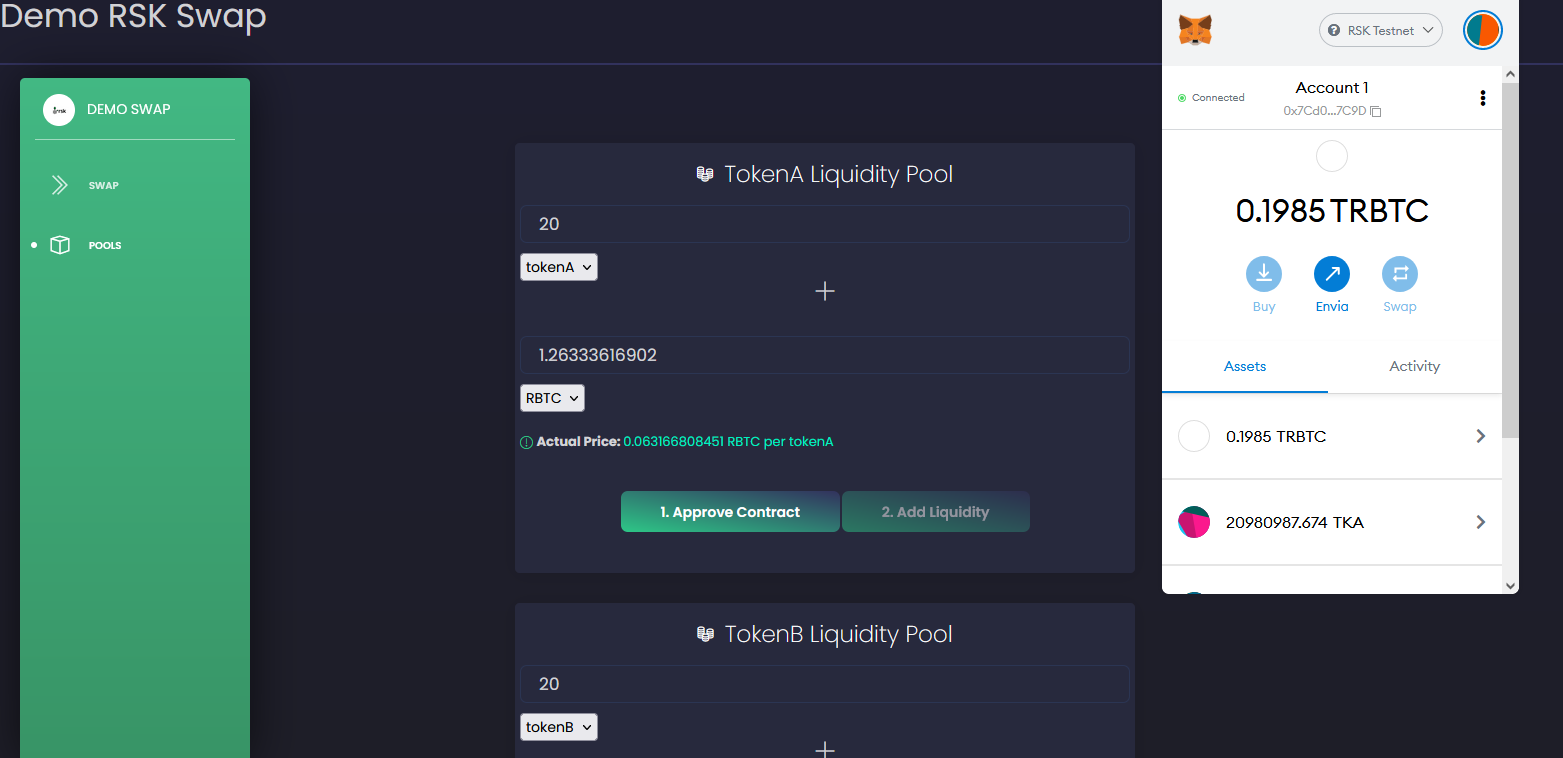 Demo RSK Swap
DEMO SWAP
SWAP
POOLS
TokenA Liquidity Pool
20
tokenA
1.26333616902
RBTC
Actual Price: 0.063166808451 RBTC per tokenA
1. Approve Contract
2. Add Liquidity
TokenB Liquidity Pool
20
tokenB
RSK Testnet
Connected
Account 1
0x7Cd0...7C9D
0.1985 TRBTC
Buy
Envia
Swap
Assets
Activity
0.1985 TRBTC
20980987.674 TKA